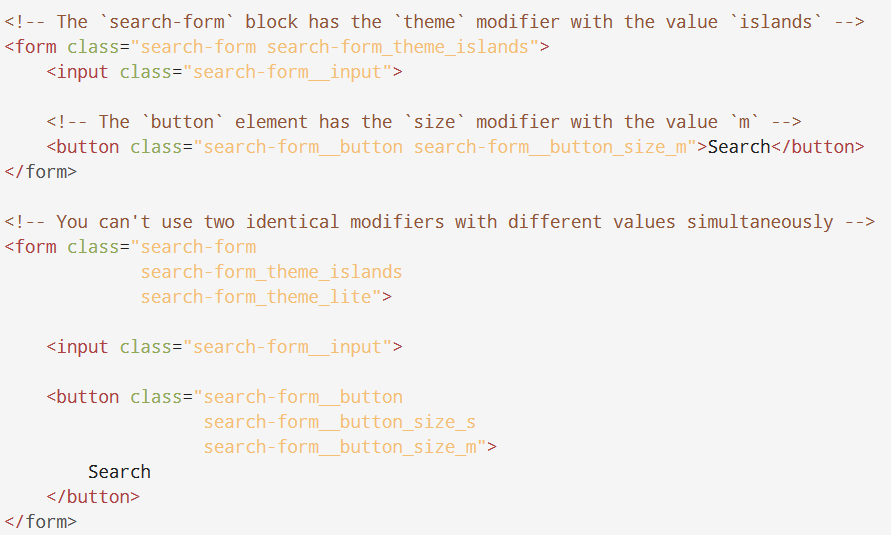 <!-- The `search-form` block has the `theme` modifier with the value `islands` -->
<form class="search-form search-form_theme_islands">
    <input class="search-form__input">

    <!-- The `button` element has the `size` modifier with the value `m` -->
    <button class="search-form__button search-form__button_size_m">Search</button>
</form>

<!-- You can't use two identical modifiers with different values simultaneously -->
<form class="search-form
             search-form_theme_islands
             search-form_theme_lite">

    <input class="search-form__input">

    <button class="search-form__button
                   search-form__button_size_s
                   search-form__button_size_m">
        Search
    </button>
</form>